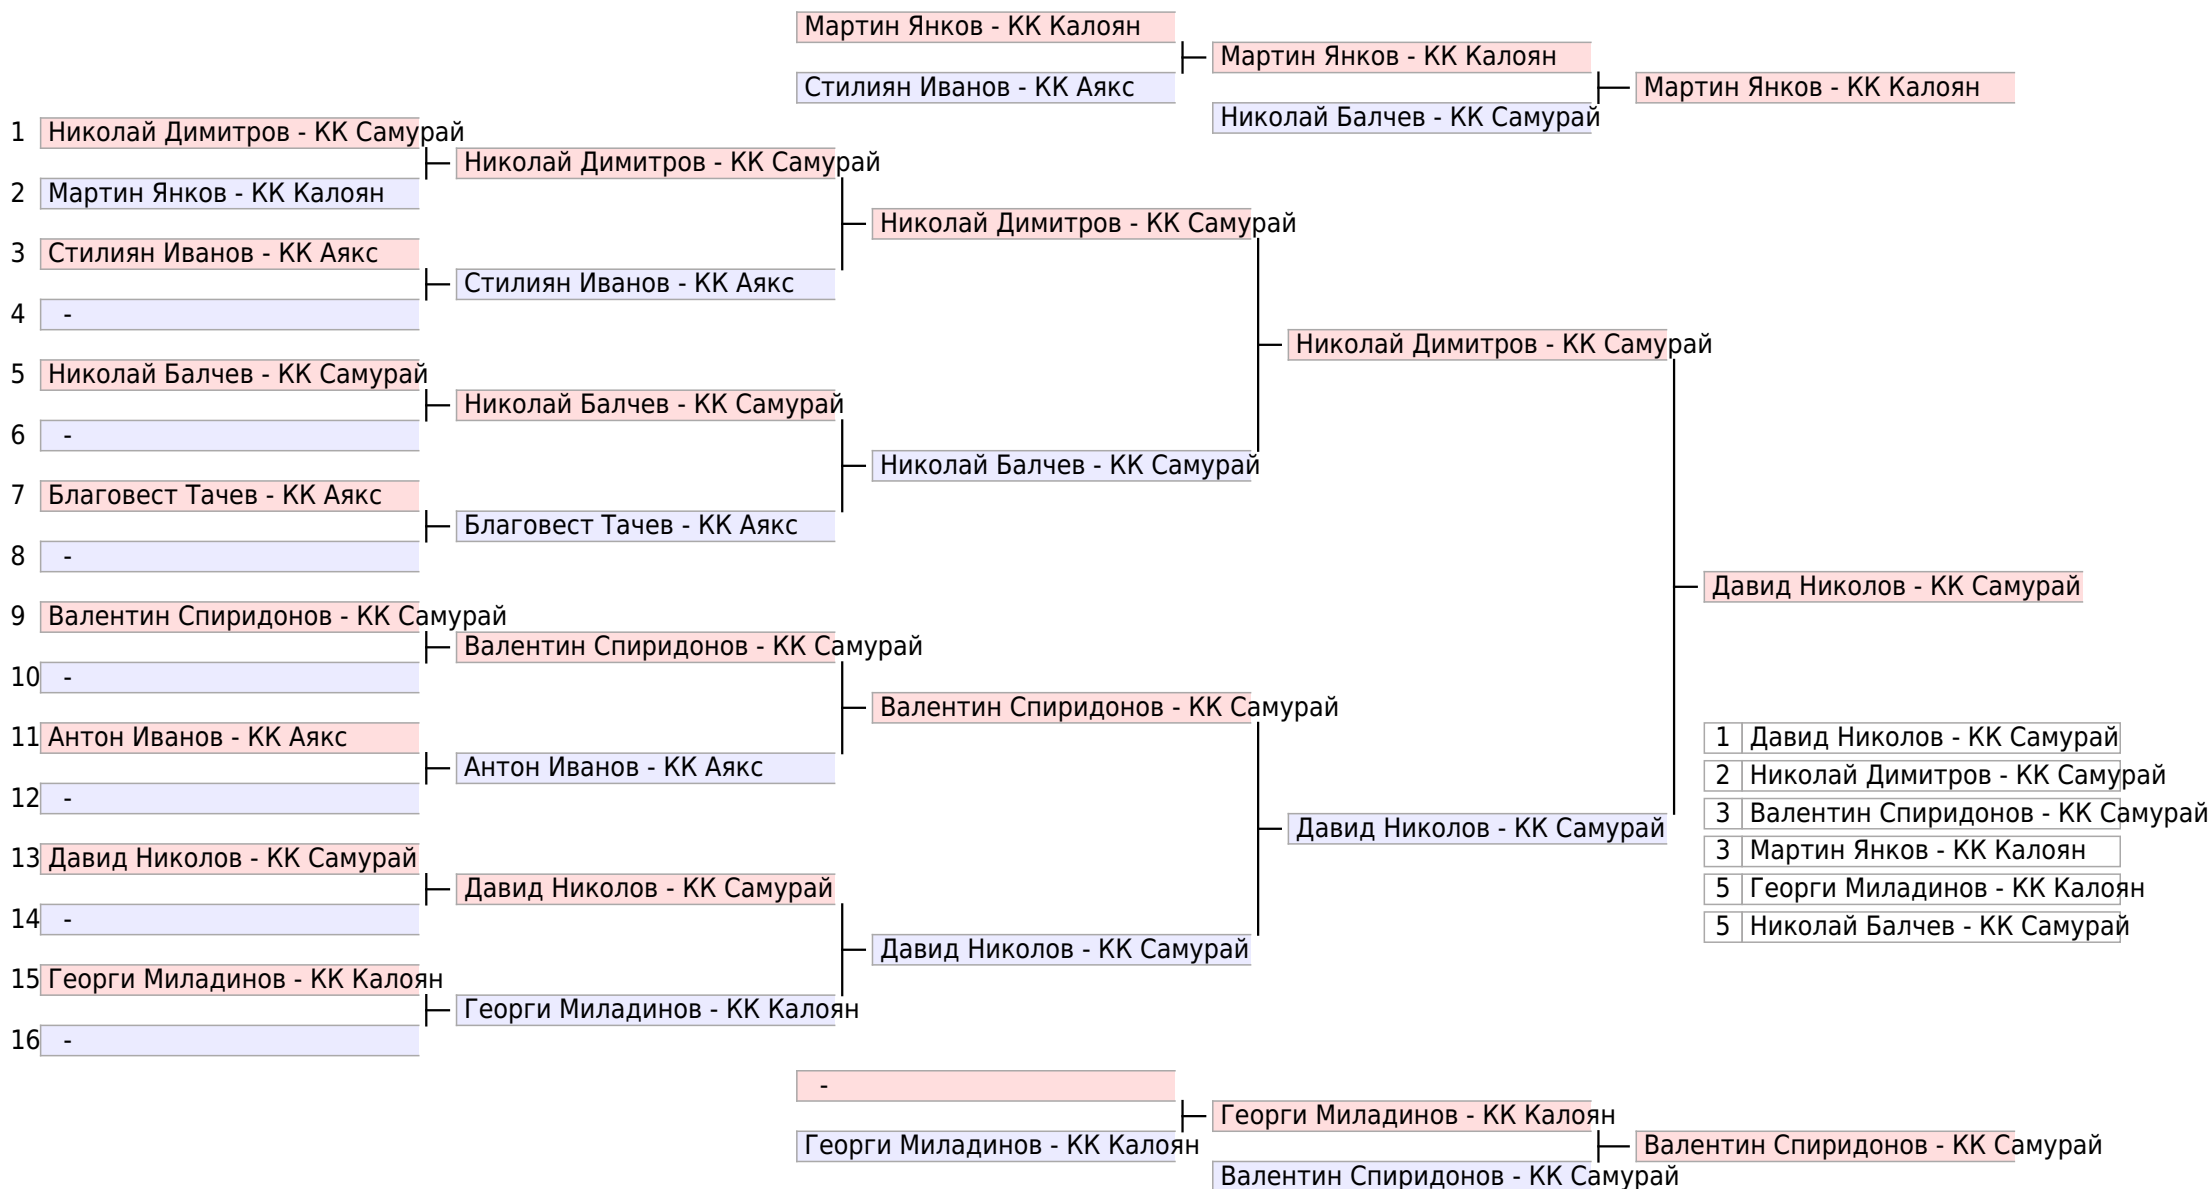 Мартин Янков - КК Калоян
Мартин Янков - КК Калоян
Стилиян Иванов - КК Аякс
Мартин Янков - КК Калоян
Николай Балчев - КК Самурай
1 Николай Димитров - КК Самурай
Николай Димитров - КК Самурай
2 Мартин Янков - КК Калоян
Николай Димитров - КК Самурай
3 Стилиян Иванов - КК Аякс
Стилиян Иванов - КК Аякс
4 -
Николай Димитров - КК Самурай
5 Николай Балчев - КК Самурай
Николай Балчев - КК Самурай
6 -
Николай Балчев - КК Самурай
7 Благовест Тачев - КК Аякс
Благовест Тачев - КК Аякс
8 -
Давид Николов - КК Самурай
9 Валентин Спиридонов - КК Самурай
Валентин Спиридонов - КК Самурай
10 -
Валентин Спиридонов - КК Самурай
11 Антон Иванов - КК Аякс
Антон Иванов - КК Аякс
12 -
Давид Николов - КК Самурай
13 Давид Николов - КК Самурай
Давид Николов - КК Самурай
14 -
Давид Николов - КК Самурай
15 Георги Миладинов - КК Калоян
Георги Миладинов - КК Калоян
16 -
1 Давид Николов - КК Самурай
2 Николай Димитров - КК Самурай
3 Валентин Спиридонов - КК Самурай
3 Мартин Янков - КК Калоян
5 Георги Миладинов - КК Калоян
5 Николай Балчев - КК Самурай
-
Георги Миладинов - КК Калоян
Георги Миладинов - КК Калоян
Валентин Спиридонов - КК Самурай
Валентин Спиридонов - КК Самурай